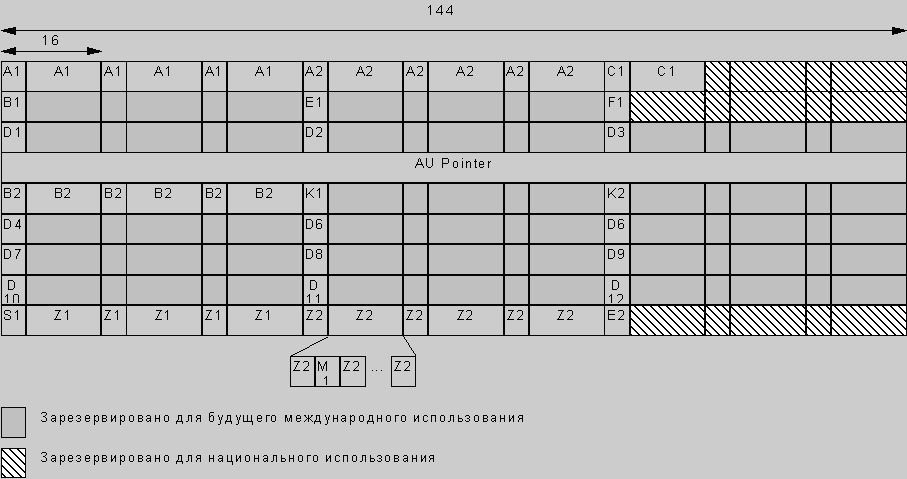 144
16
A1 A1 A1 A1 A1 A1 A2 A2 A2 A2 A2 A2 C1 C1
B1 E1 F1
D1 D2 D3
AU Pointer
B2 B2 B2 B2 B2 B2 K1 K2
D4 D6 D6
D7 D8 D9
D 10 D 11 D 12
S1 Z1 Z1 Z1 Z1 Z1 Z2 Z2 Z2 Z2 Z2 Z2 E2
Z2 M 1 Z2 ... Z2
Зарезервировано для будущего международного использования
Зарезервировано для национального использования